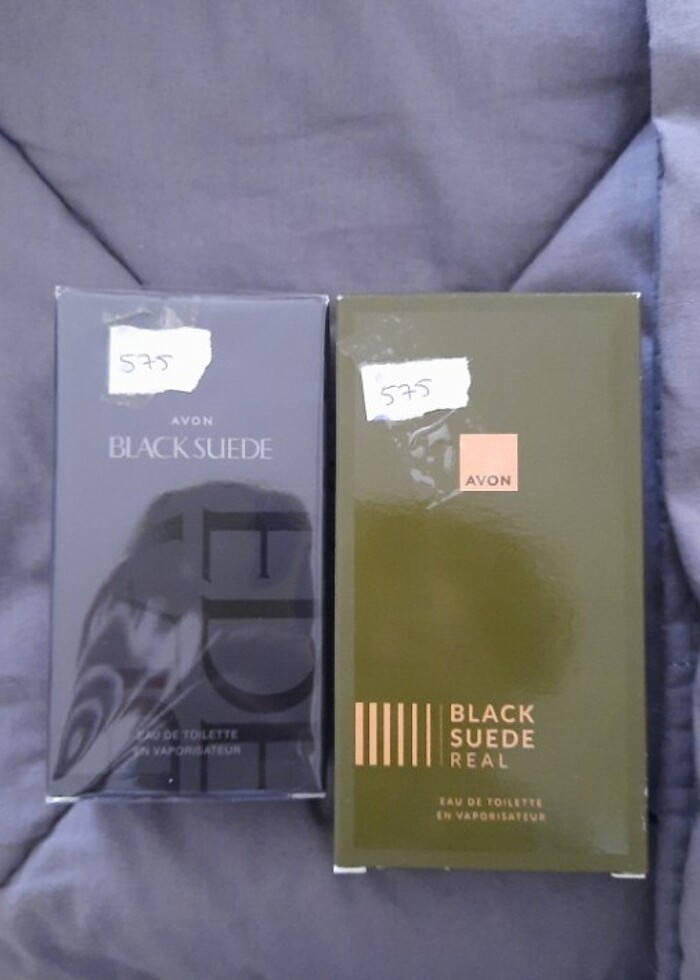 575
AVON
BLACK SUEDE
EAU DE TOILETTE
EN VAPORISATEUR
575
AVON
BLACK
SUEDE
REAL
EAU DE TOILETTE
EN VAPORISATEUR